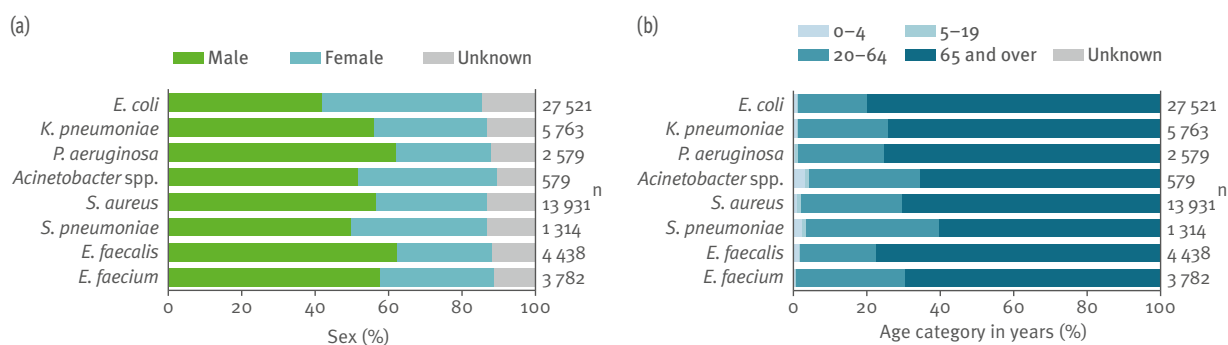 (a)
Male Female Unknown
E. coli 27 521
K. pneumoniae 5 763
P. aeruginosa 2 579
Acinetobacter spp. 579
n
S. aureus 13 931
S. pneumoniae 1 314
E. faecalis 4 438
E. faecium 3 782
0 20 40 60 80 100
Sex (%)
(b)
0–4 5–19
20–64 65 and over Unknown
E. coli 27 521
K. pneumoniae 5 763
P. aeruginosa 2 579
Acinetobacter spp. 579
n
S. aureus 13 931
S. pneumoniae 1 314
E. faecalis 4 438
E. faecium 3 782
0 20 40 60 80 100
Age category in years (%)